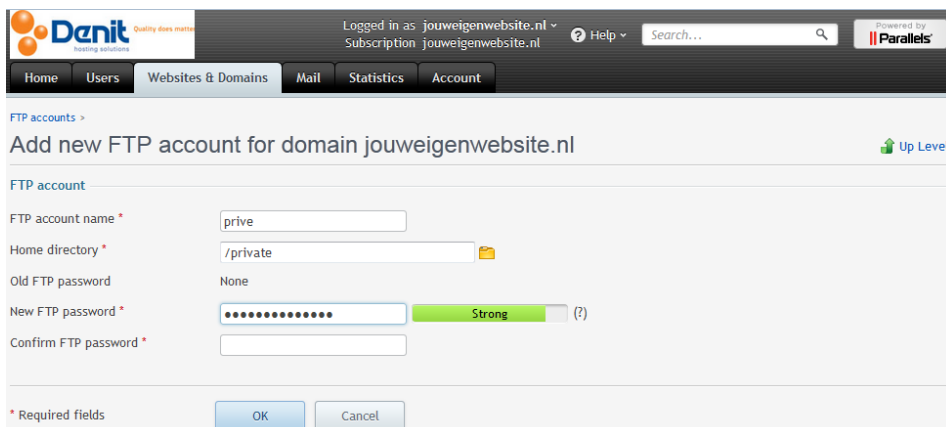 Denit Quality does matter
hosting solutions
Logged in as jouweigenwebsite.nl
Subscription jouweigenwebsite.nl
? Help
Search...
Powered by
Parallels
Home Users Websites & Domains Mail Statistics Account
FTP accounts >
Add new FTP account for domain jouweigenwebsite.nl
Up Leve
FTP account
FTP account name * prive
Home directory * /private
Old FTP password None
New FTP password * •••••••••••••• Strong (?)
Confirm FTP password *
* Required fields OK Cancel